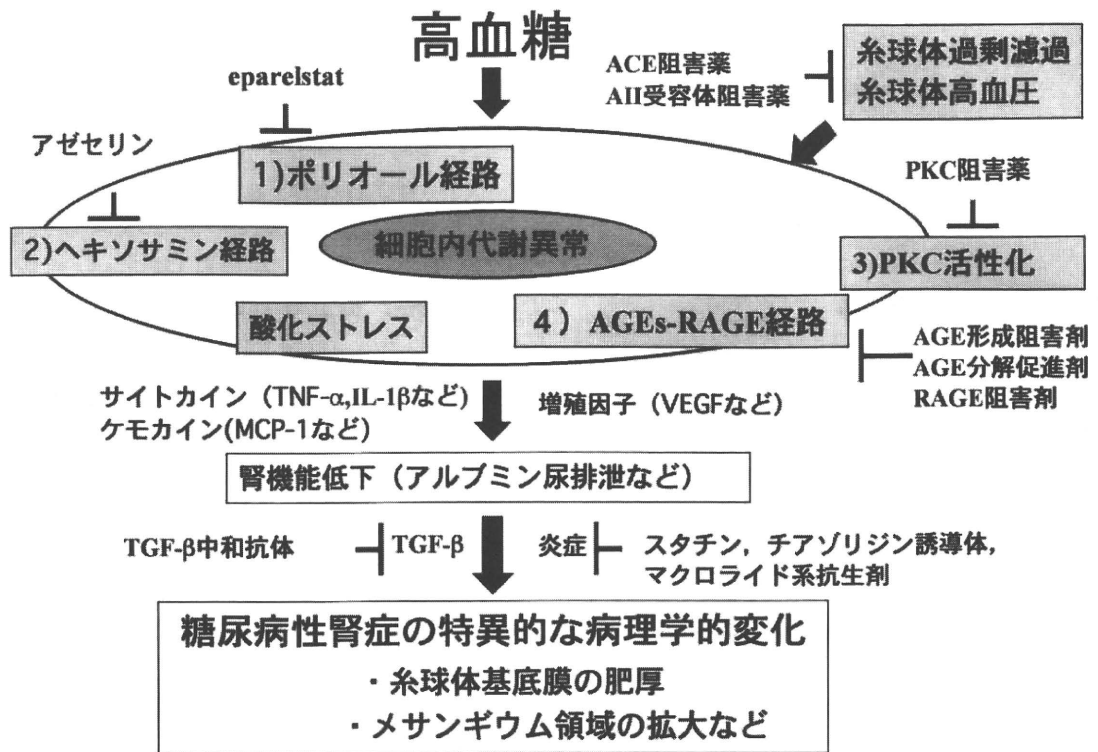 高血糖
eparelstat
ACE阻害薬
AII受容体阻害薬
糸球体過剰濾過
糸球体高血圧
アゼセリン
1)ポリオール経路
PKC阻害薬
2)ヘキソサミン経路
細胞内代謝異常
3)PKC活性化
酸化ストレス
4）AGEs-RAGE経路
AGE形成阻害剤
AGE分解促進剤
RAGE阻害剤
サイトカイン（TNF-α,IL-1βなど）
ケモカイン(MCP-1など）
増殖因子（VEGFなど）
腎機能低下（アルブミン尿排泄など）
TGF-β中和抗体
TGF-β
炎症
スタチン，チアゾリジン誘導体，
マクロライド系抗生剤
糖尿病性腎症の特異的な病理学的変化
・糸球体基底膜の肥厚
・メサンギウム領域の拡大など